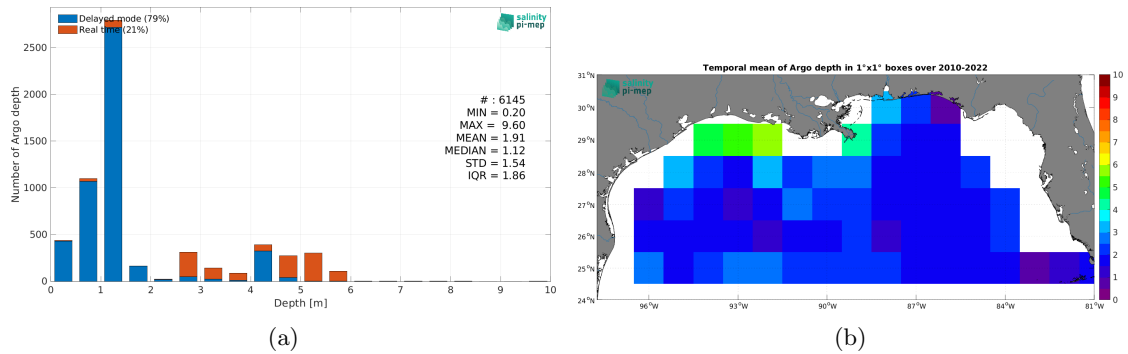 Delayed mode (79%)
Real time (21%)
salinity
pi-mep
Number of Argo depth
2500
2000
1500
1000
500
0
# : 6145
MIN = 0.20
MAX = 9.60
MEAN = 1.91
MEDIAN = 1.12
STD = 1.54
IQR = 1.86
0 1 2 3 4 5 6 7 8 9 10
Depth [m]
(a)
Temporal mean of Argo depth in 1°x1° boxes over 2010-2022
salinity
pi-mep
31°N
30°N
29°N
28°N
27°N
26°N
25°N
24°N
96°W 93°W 90°W 87°W 84°W 81°W
10
9
8
7
6
5
4
3
2
1
0
(b)